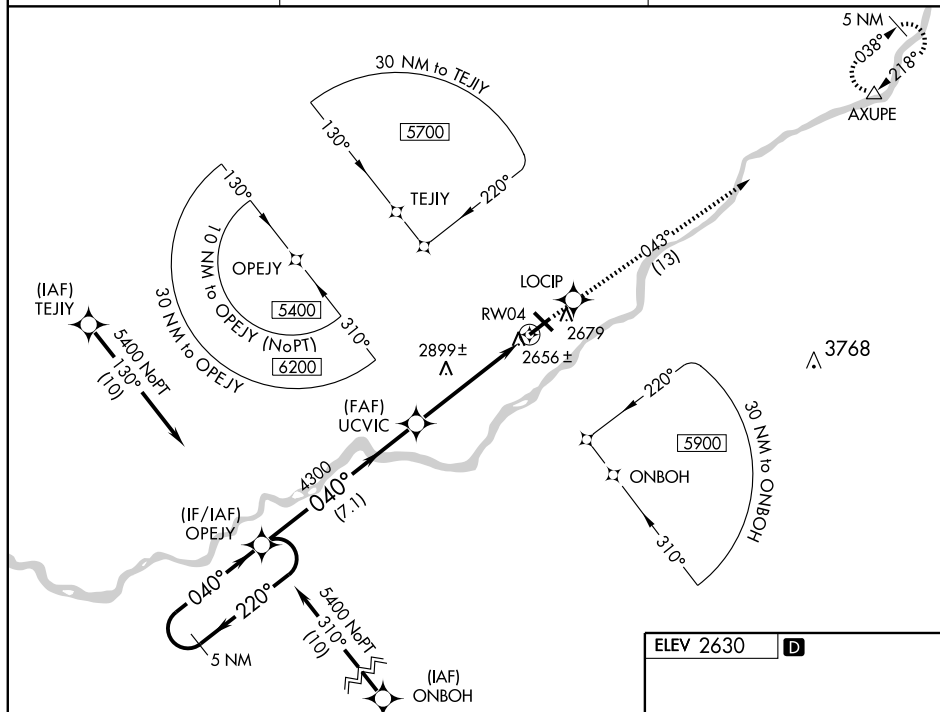 5 NM
038°
218°
AXUPE
30 NM to TEJIY
5700
130°
220°
TEJIY
130°
10 NM to OPEJY (NoPT)
OPEJY
5400
310°
30 NM to OPEJY
6200
(IAF)
TEJIY
5400 NoPT
130°
(10)
043°
(13)
LOCIP
RW04
2679
2656 ±
2899 ±
3768
(FAF)
UCVIC
220°
30 NM to ONBOH
5900
ONBOH
310°
4300
040°
(7.1)
(IF/IAF)
OPEJY
040°
220°
5 NM
5400 NoPT
310°
(10)
(IAF)
ONBOH
ELEV 2630 D